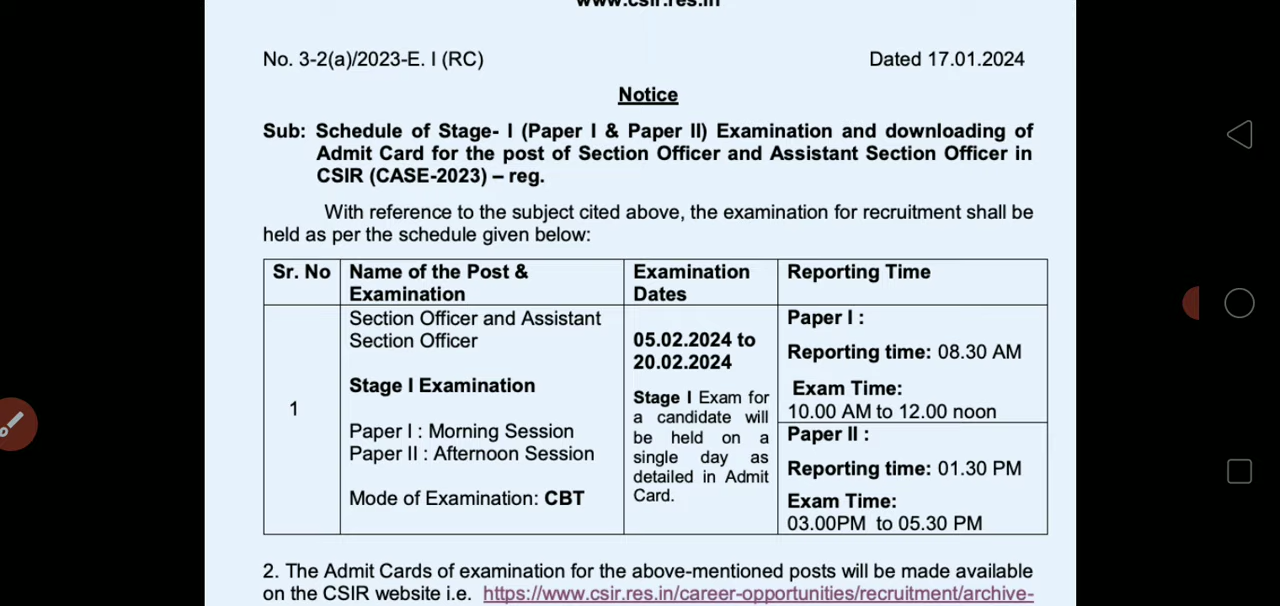 www.csir.res.in
No. 3-2(a)/2023-E. I (RC) Dated 17.01.2024
Notice
Sub: Schedule of Stage- I (Paper I & Paper II) Examination and downloading of
Admit Card for the post of Section Officer and Assistant Section Officer in
CSIR (CASE-2023) – reg.
With reference to the subject cited above, the examination for recruitment shall be
held as per the schedule given below:
Sr. No
Name of the Post &
Examination
Examination
Dates
Reporting Time
1
Section Officer and Assistant
Section Officer
Stage I Examination
Paper I : Morning Session
Paper II : Afternoon Session
Mode of Examination: CBT
05.02.2024 to
20.02.2024
Stage I Exam for
a candidate will
be held on a
single day as
detailed in Admit
Card.
Paper I :
Reporting time: 08.30 AM
Exam Time:
10.00 AM to 12.00 noon
Paper II :
Reporting time: 01.30 PM
Exam Time:
03.00PM to 05.30 PM
2. The Admit Cards of examination for the above-mentioned posts will be made available
on the CSIR website i.e. https://www.csir.res.in/career-opportunities/recruitment/archive-